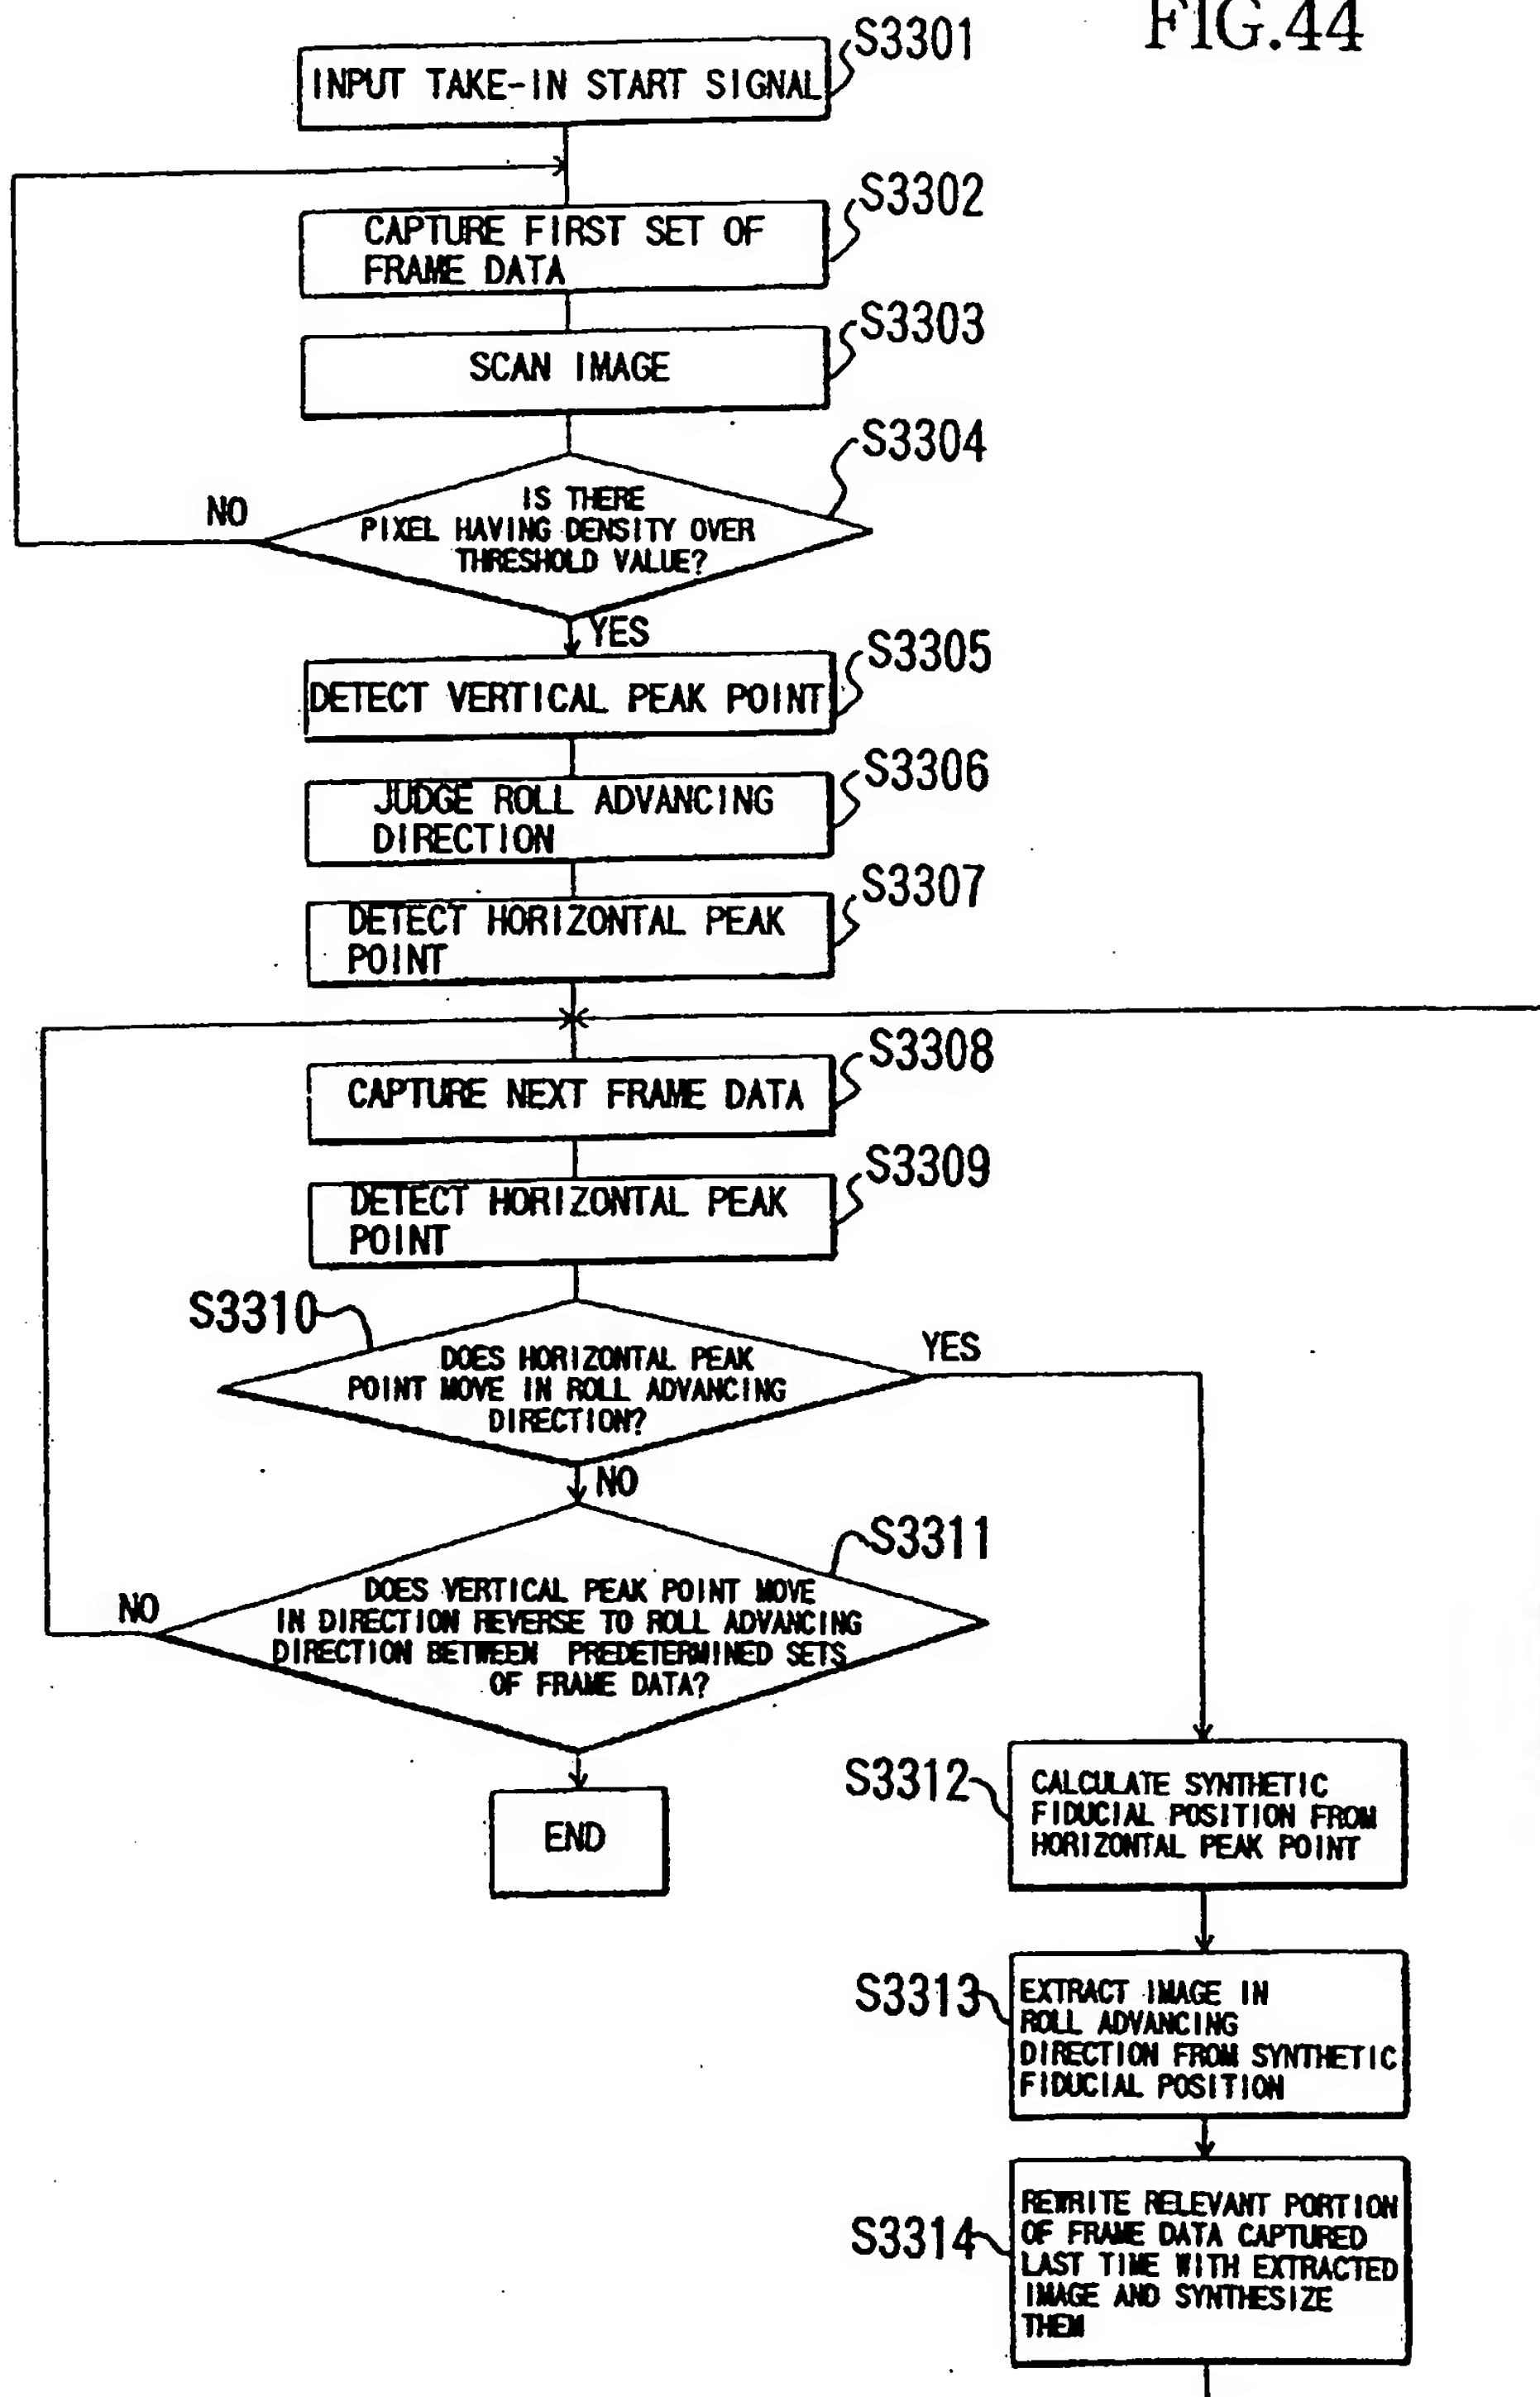 FIG.44
S3301
INPUT TAKE-IN START SIGNAL
S3302
CAPTURE FIRST SET OF
FRAME DATA
S3303
SCAN IMAGE
S3304
IS THERE
PIXEL HAVING DENSITY OVER
THRESHOLD VALUE?
NO
YES
S3305
DETECT VERTICAL PEAK POINT
S3306
JUDGE ROLL ADVANCING
DIRECTION
S3307
DETECT HORIZONTAL PEAK
POINT
S3308
CAPTURE NEXT FRAME DATA
S3309
DETECT HORIZONTAL PEAK
POINT
S3310
DOES HORIZONTAL PEAK
POINT MOVE IN ROLL ADVANCING
DIRECTION?
YES
NO
S3311
DOES VERTICAL PEAK POINT MOVE
IN DIRECTION REVERSE TO ROLL ADVANCING
DIRECTION BETWEEN PREDETERMINED SETS
OF FRAME DATA?
NO
END
S3312
CALCULATE SYNTHETIC
FIDUCIAL POSITION FROM
HORIZONTAL PEAK POINT
S3313
EXTRACT IMAGE IN
ROLL ADVANCING
DIRECTION FROM SYNTHETIC
FIDUCIAL POSITION
S3314
REWRITE RELEVANT PORTION
OF FRAME DATA CAPTURED
LAST TIME WITH EXTRACTED
IMAGE AND SYNTHESIZE
THEM